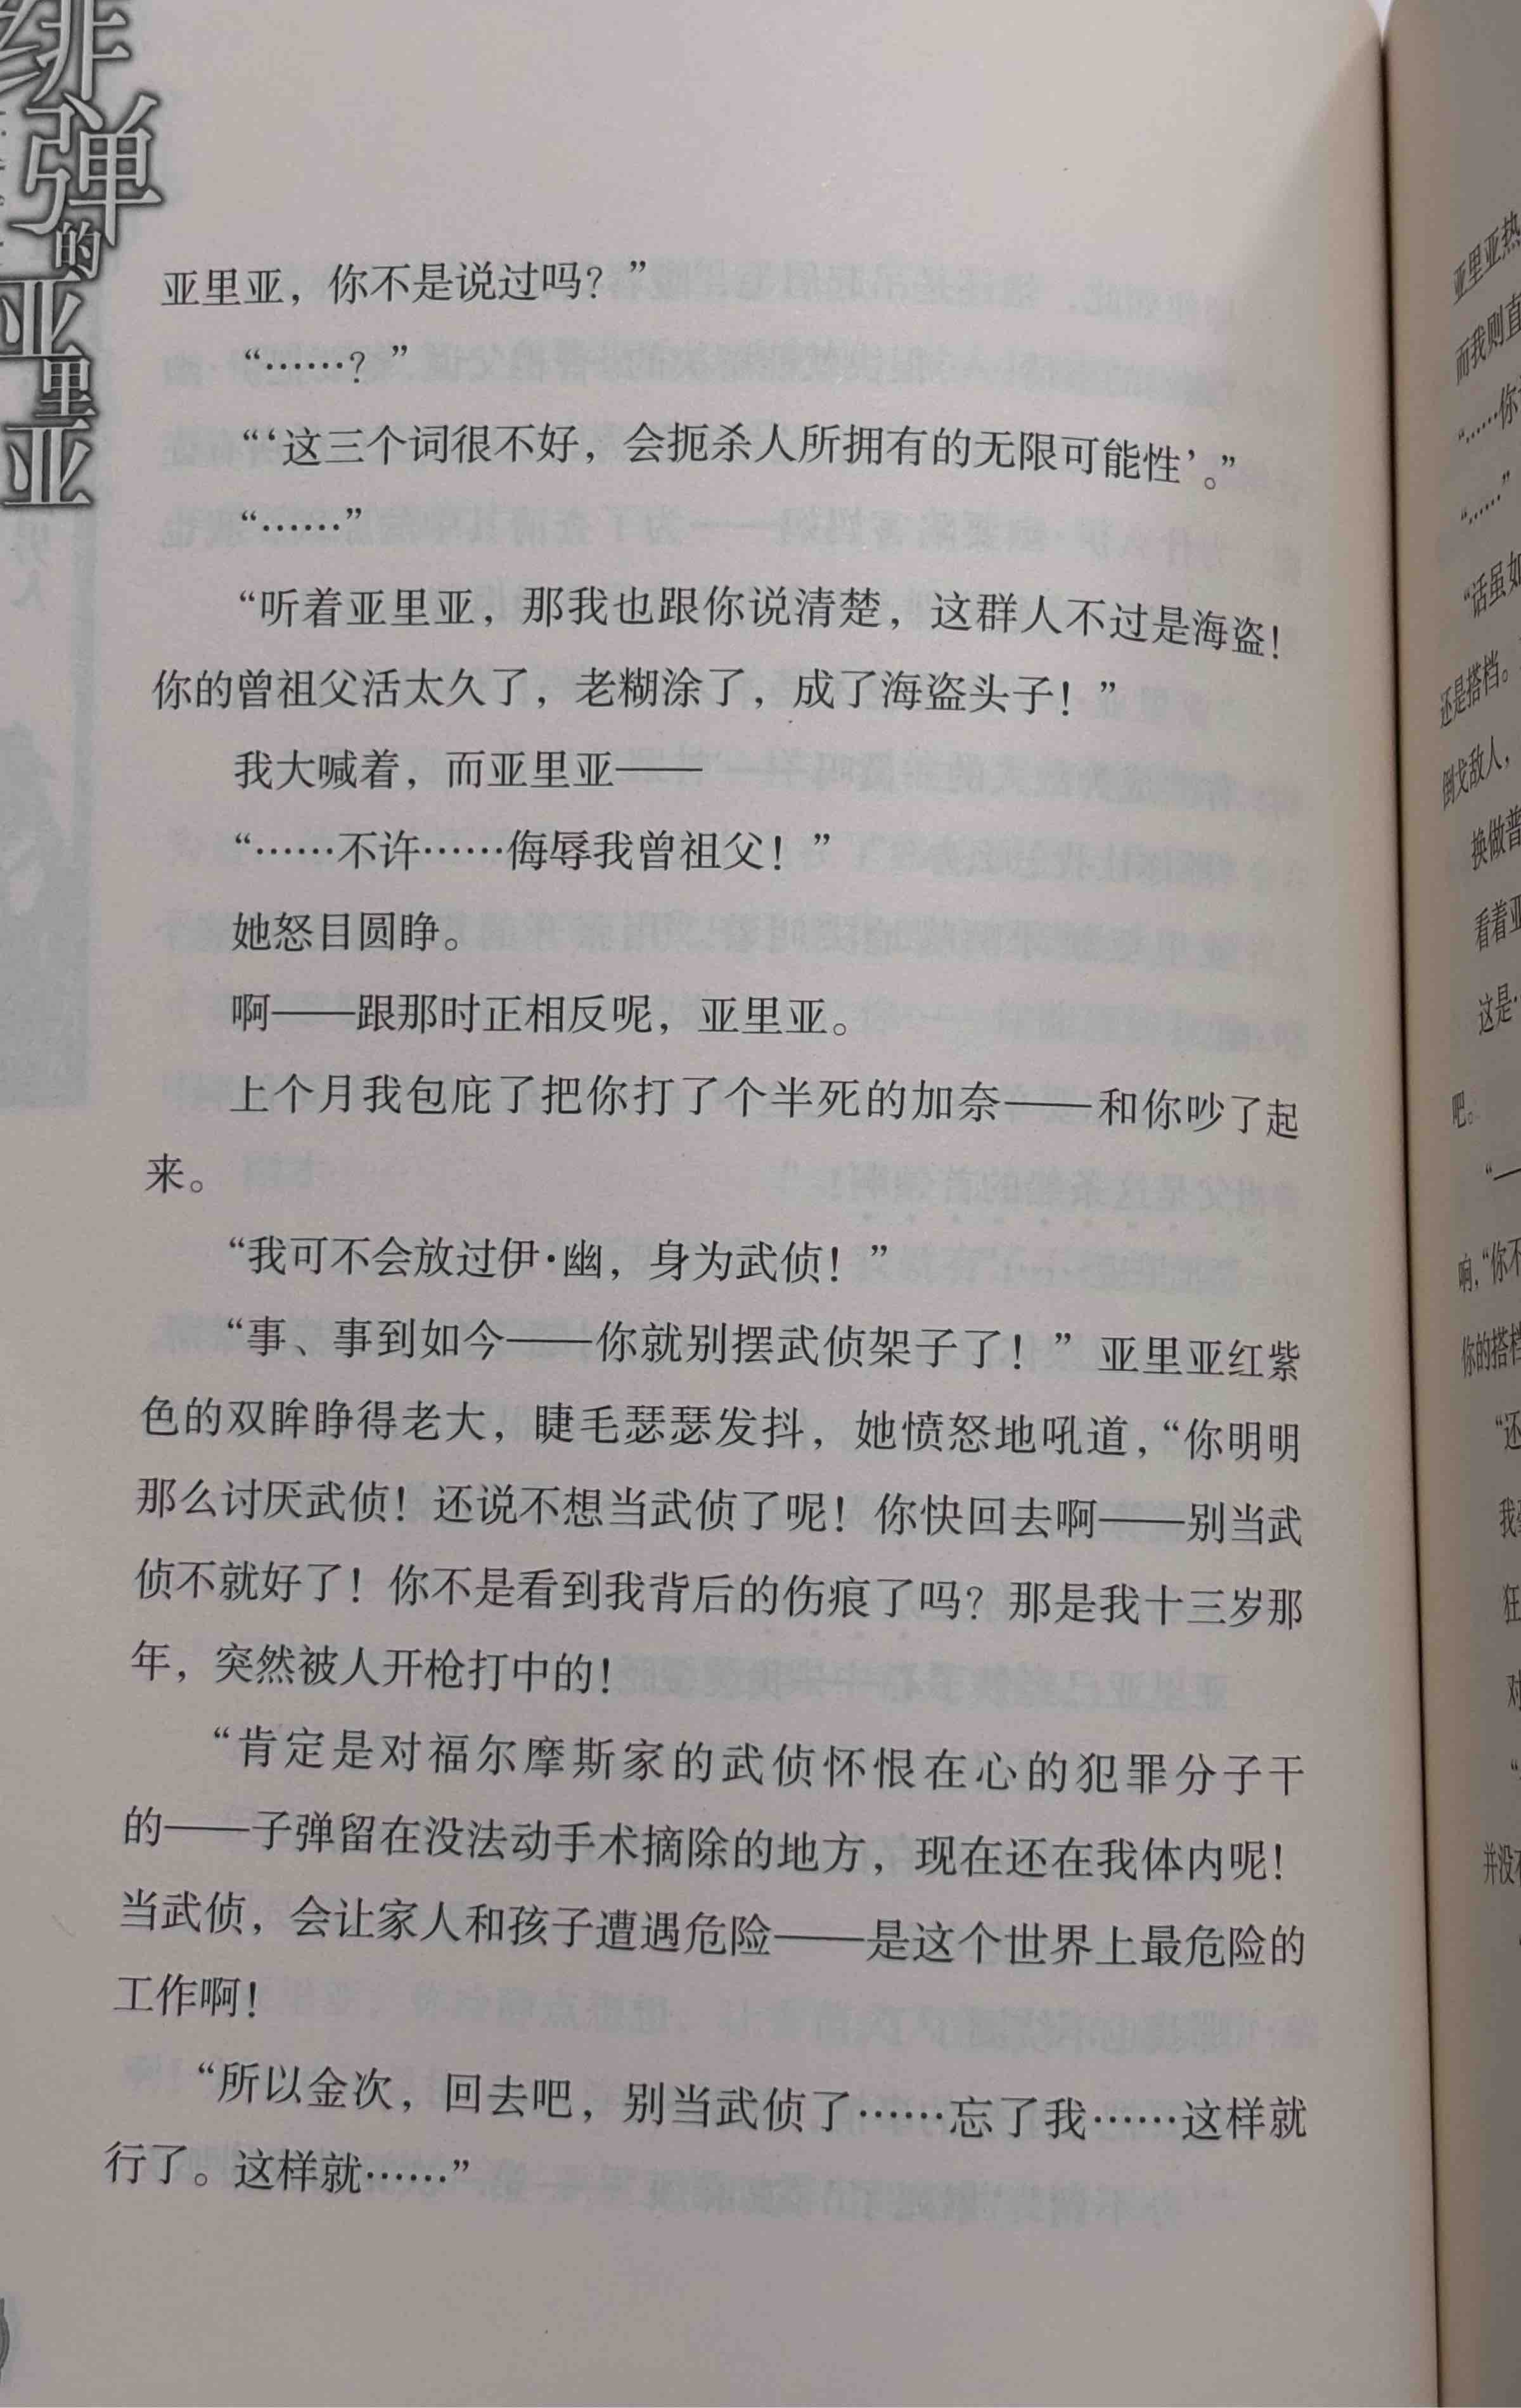 绯弹的亚里亚
亚里亚，你不是说过吗？”
“……？”
“‘这三个词很不好，会扼杀人所拥有的无限可能性’。”
“……”
“听着亚里亚，那我也跟你说清楚，这群人不过是海盗！
你的曾祖父活太久了，老糊涂了，成了海盗头子！”
我大喊着，而亚里亚——
“……不许……侮辱我曾祖父！”
她怒目圆睁。
啊——跟那时正相反呢，亚里亚。
上个月我包庇了把你打了个半死的加奈——和你吵了起
来。
“我可不会放过伊·幽，身为武侦！”
“事、事到如今——你就别摆武侦架子了！”亚里亚红紫
色的双眸睁得老大，睫毛瑟瑟发抖，她愤怒地吼道，“你明明
那么讨厌武侦！还说不想当武侦了呢！你快回去啊——别当武
侦不就好了！你不是看到我背后的伤痕了吗？那是我十三岁那
年，突然被人开枪打中的！
“肯定是对福尔摩斯家的武侦怀恨在心的犯罪分子干
的——子弹留在没法动手术摘除的地方，现在还在我体内呢！
当武侦，会让家人和孩子遭遇危险——是这个世界上最危险的
工作啊！
“所以金次，回去吧，别当武侦了……忘了我……这样就
行了。这样就……”
亚里亚热
而我则直
“……你
“……”
“话虽如
还是搭档。
倒戈敌人，
换做普
看着亚
这是
吧。
“—
响，“你不
你的搭档
“还
我
狂
对
并没有